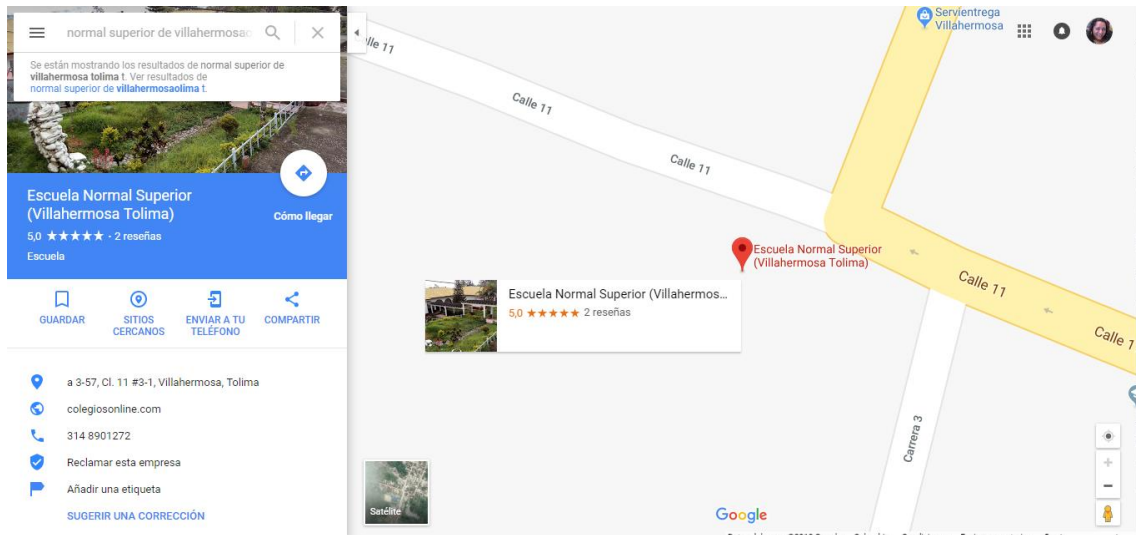 normal superior de villahermosao
Se están mostrando los resultados de normal superior de
villahermosa tolima t. Ver resultados de
normal superior de villahermosaolima t.
Escuela Normal Superior
(Villahermosa Tolima)
Cómo llegar
5,0 ★★★★★ · 2 reseñas
Escuela
GUARDAR
SITIOS
CERCANOS
ENVIAR A TU
TELÉFONO
COMPARTIR
a 3-57, Cl. 11 #3-1, Villahermosa, Tolima
colegiosonline.com
314 8901272
Reclamar esta empresa
Añadir una etiqueta
SUGERIR UNA CORRECCIÓN
Servientrega
Villahermosa
Calle 11
Calle 11
Escuela Normal Superior
(Villahermosa Tolima)
Calle 11
Escuela Normal Superior (Villahermos...
5,0 ★★★★★ 2 reseñas
Carrera 3
Satélite
Google